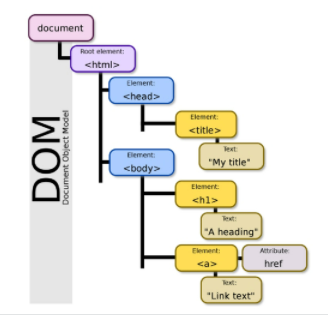 document
Root element:
<html>
Element:
<head>
Element:
<title>
Text:
"My title"
Element:
<body>
Element:
<h1>
Text:
"A heading"
Element:
<a>
Attribute:
href
Text:
"Link text"
DOM
Document Object Model